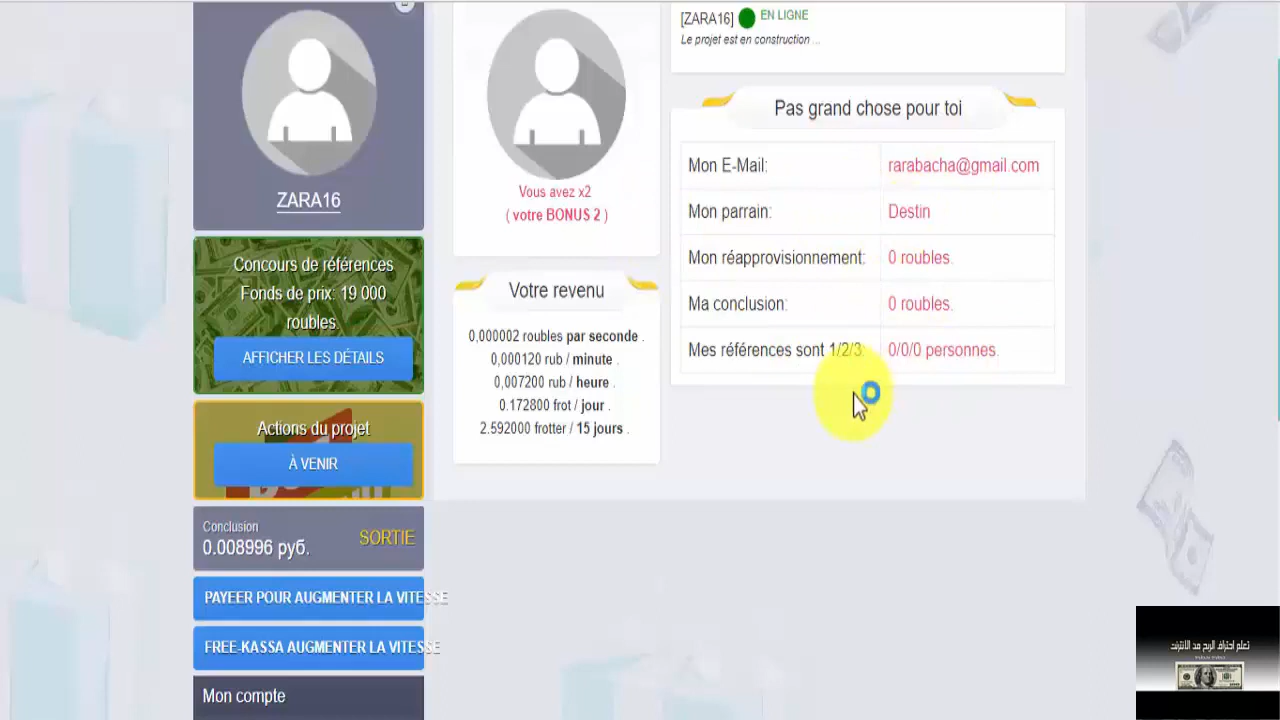 ZARA16
Concours de références
Fonds de prix: 19 000
roubles.
AFFICHER LES DÉTAILS
Actions du projet
À VENIR
Conclusion
0.008996 руб.
SORTIE
PAYEER POUR AUGMENTER LA VITESSE
FREE-KASSA AUGMENTER LA VITESSE
Mon compte
Vous avez x2
( votre BONUS 2 )
Votre revenu
0,000002 roubles par seconde .
0,000120 rub / minute .
0,007200 rub / heure .
0.172800 frot / jour .
2.592000 frotter / 15 jours .
[ZARA16] EN LIGNE
Le projet est en construction ...
Pas grand chose pour toi
Mon E-Mail: rarabacha@gmail.com
Mon parrain: Destin
Mon réapprovisionnement: 0 roubles.
Ma conclusion: 0 roubles.
Mes références sont 1/2/3: 0/0/0 personnes.
تعلم احتراف الربح من الانترنت